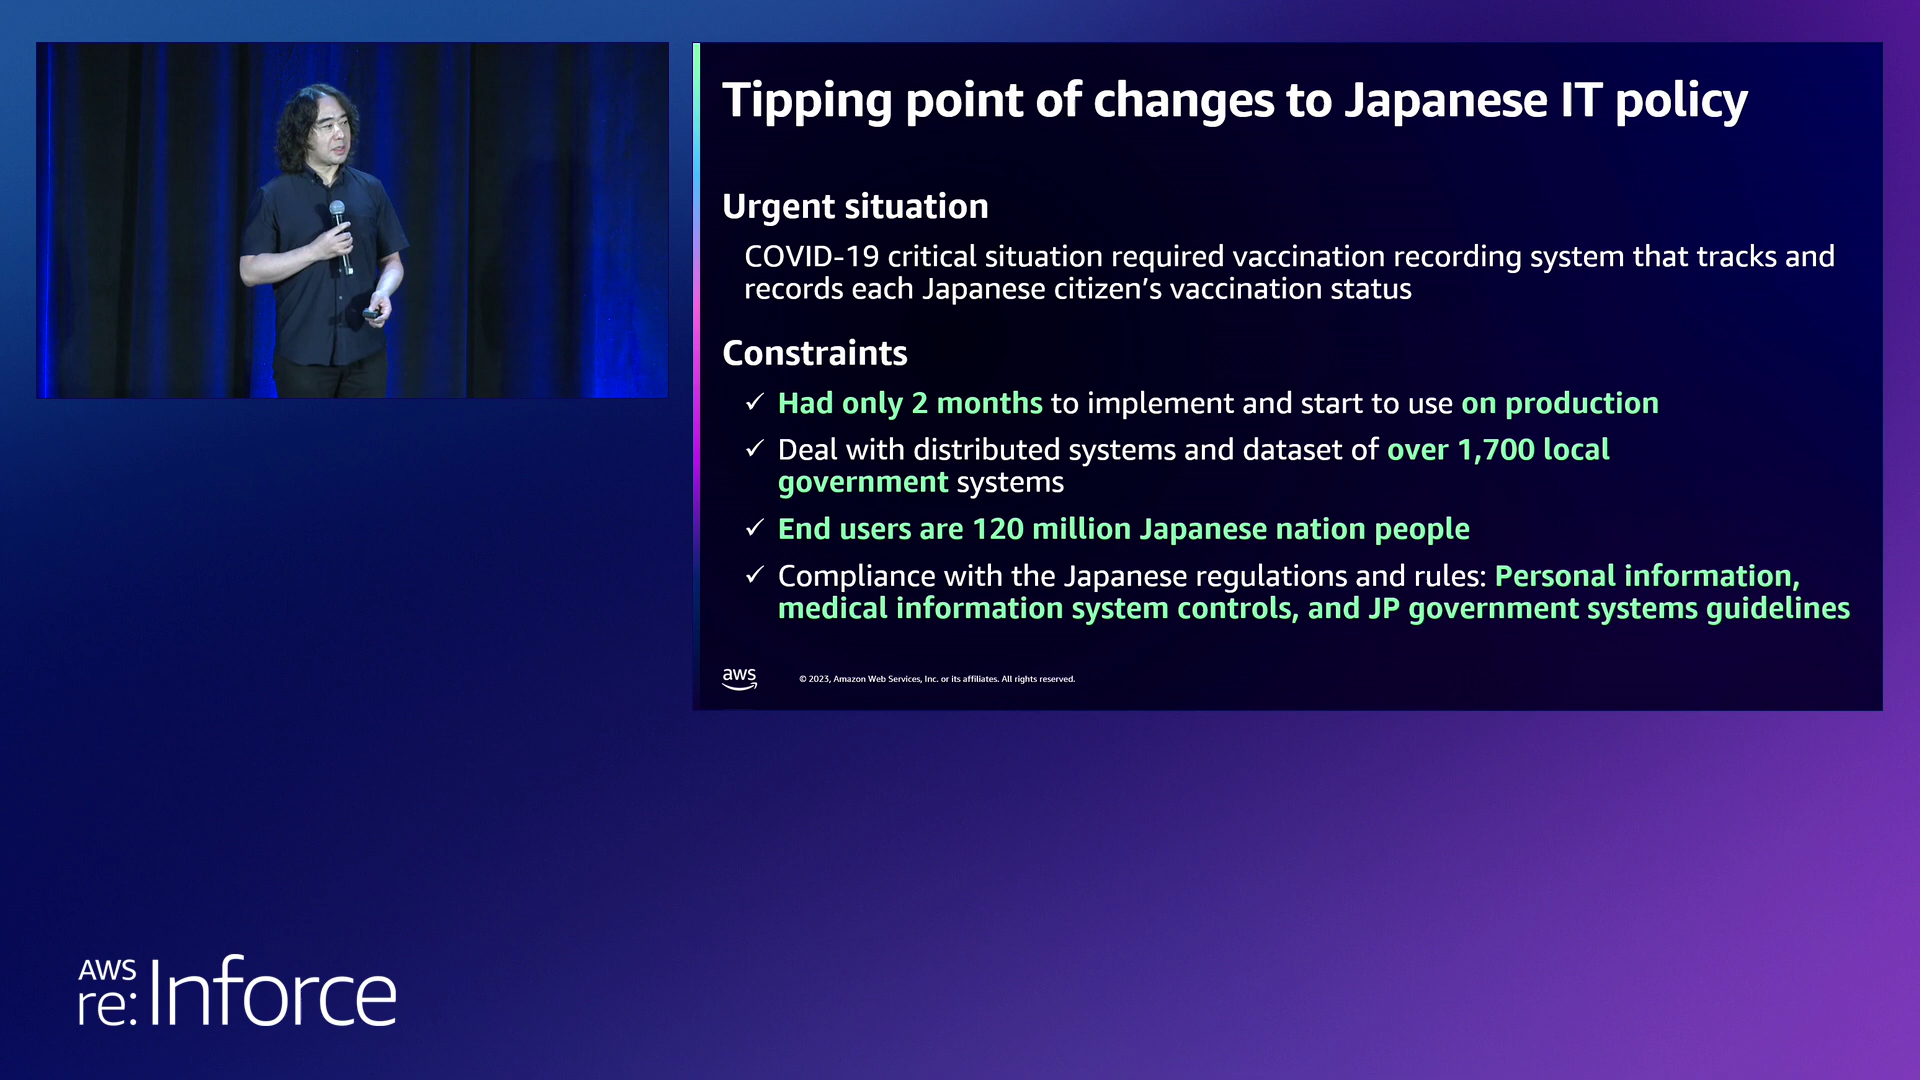 Tipping point of changes to Japanese IT policy
Urgent situation
COVID-19 critical situation required vaccination recording system that tracks and
records each Japanese citizen’s vaccination status
Constraints
✓ Had only 2 months to implement and start to use on production
✓ Deal with distributed systems and dataset of over 1,700 local
government systems
✓ End users are 120 million Japanese nation people
✓ Compliance with the Japanese regulations and rules: Personal information,
medical information system controls, and JP government systems guidelines
aws
© 2023, Amazon Web Services, Inc. or its affiliates. All rights reserved.
AWS
re:Inforce